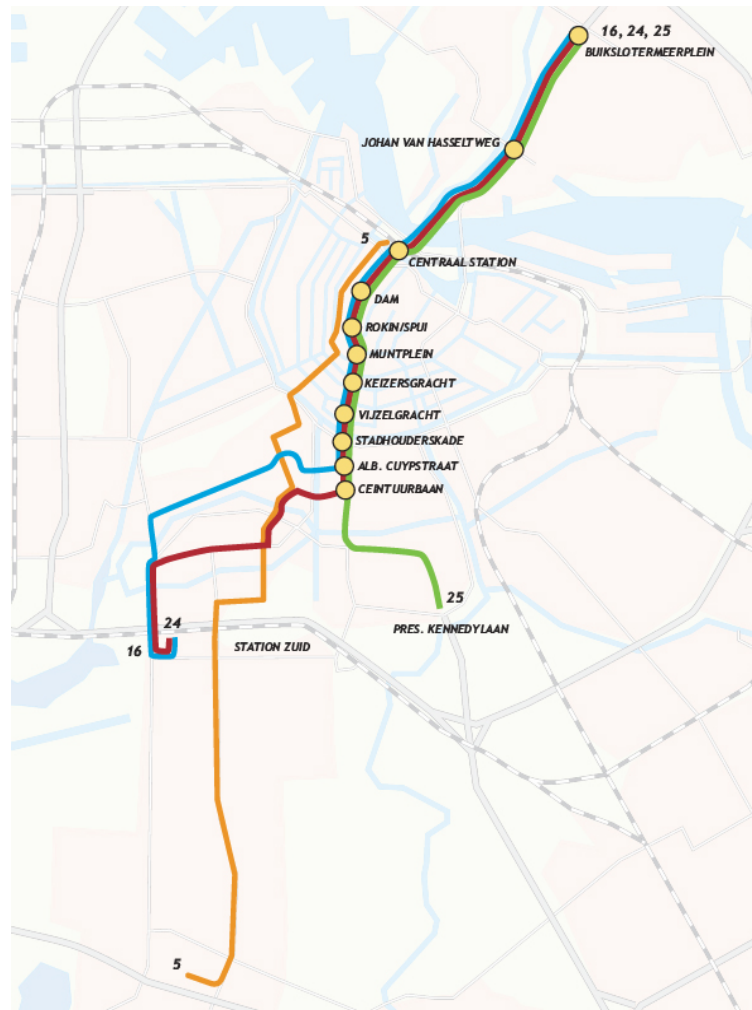 16, 24, 25
BUIKSLOTERMEERPLEIN
JOHAN VAN HASSELTWEG
5
CENTRAAL STATION
DAM
ROKIN/SPUI
MUNTPLEIN
KEIZERSGRACHT
VIJZELGRACHT
STADHOUDERSKADE
ALB. CUYPSTRAAT
CEINTUURBAAN
25
24
PRES. KENNEDYLAAN
16
STATION ZUID
5